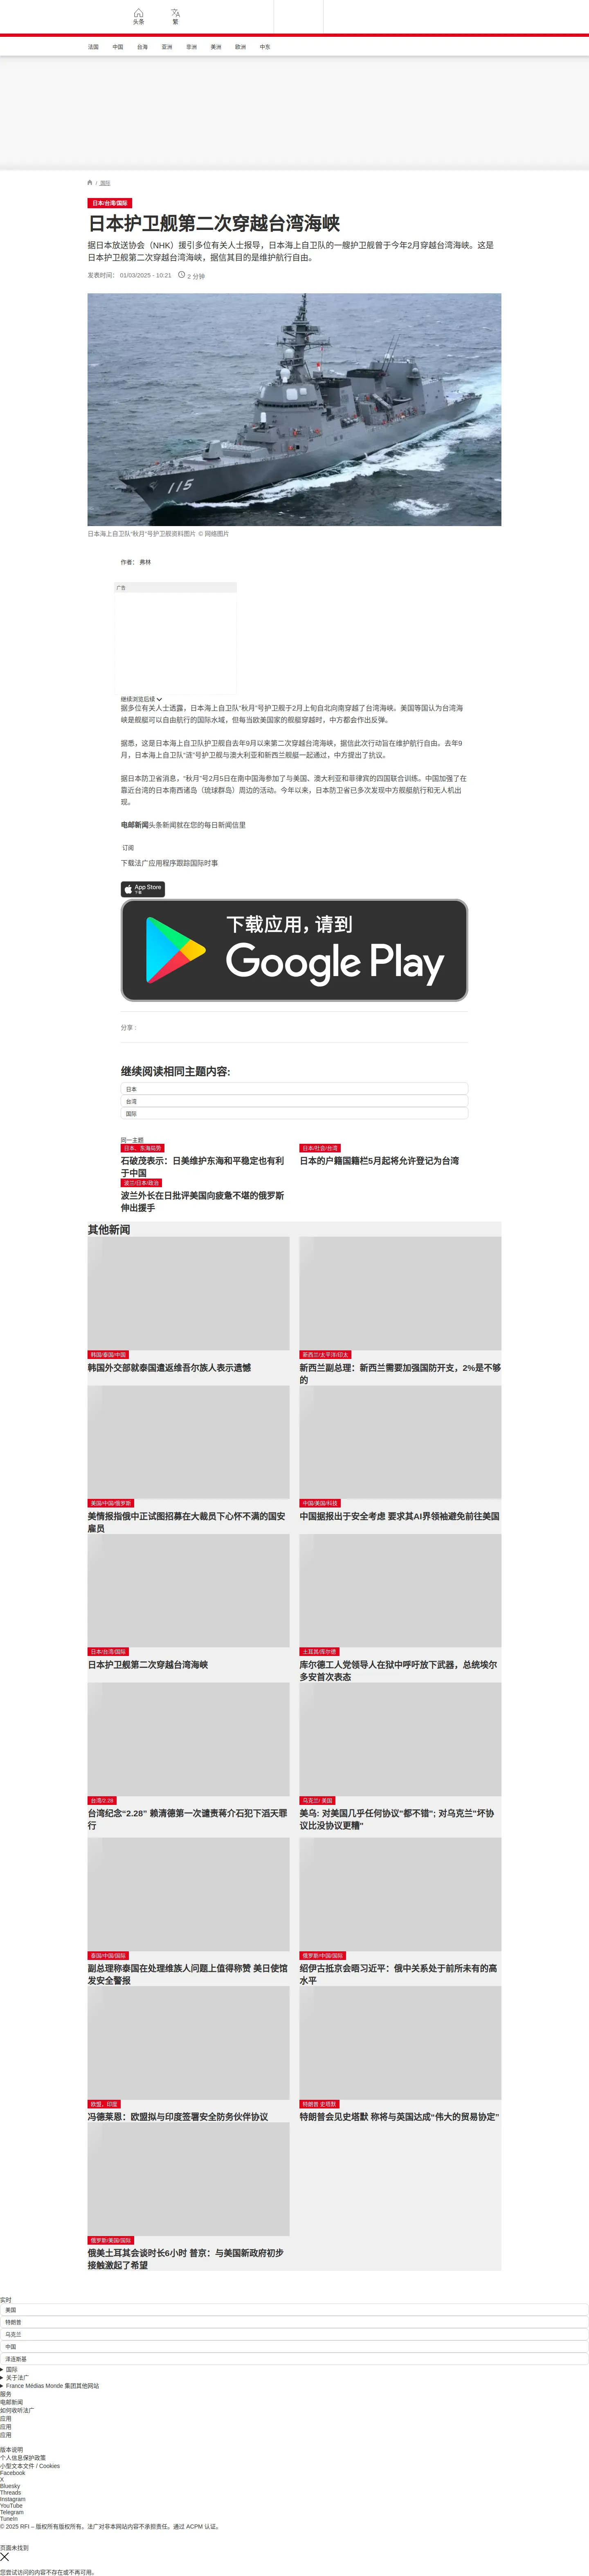 头条
繁
法国 中国 台海 亚洲 非洲 美洲 欧洲 中东
/ 国际
日本/台湾/国际
日本护卫舰第二次穿越台湾海峡
据日本放送协会（NHK）援引多位有关人士报导，日本海上自卫队的一艘护卫舰曾于今年2月穿越台湾海峡。这是
日本护卫舰第二次穿越台湾海峡，据信其目的是维护航行自由。
发表时间： 01/03/2025 - 10:21 2 分钟
115
日本海上自卫队“秋月”号护卫舰资料图片 © 网络图片
作者： 弗林
广告
继续浏览后续
据多位有关人士透露，日本海上自卫队“秋月”号护卫舰于2月上旬自北向南穿越了台湾海峡。美国等国认为台湾海
峡是舰艇可以自由航行的国际水域，但每当欧美国家的舰艇穿越时，中方都会作出反弹。
据悉，这是日本海上自卫队护卫舰自去年9月以来第二次穿越台湾海峡，据信此次行动旨在维护航行自由。去年9
月，日本海上自卫队“涟”号护卫舰与澳大利亚和新西兰舰艇一起通过，中方提出了抗议。
据日本防卫省消息，“秋月”号2月5日在南中国海参加了与美国、澳大利亚和菲律宾的四国联合训练。中国加强了在
靠近台湾的日本南西诸岛（琉球群岛）周边的活动。今年以来，日本防卫省已多次发现中方舰艇航行和无人机出
现。
电邮新闻头条新闻就在您的每日新闻信里
订阅
下载法广应用程序跟踪国际时事
App Store
下载
下载应用，请到
Google Play
分享 :
继续阅读相同主题内容:
日本
台湾
国际
同一主题
日本、东海局势
石破茂表示：日美维护东海和平稳定也有利
于中国
日本/社会/台湾
日本的户籍国籍栏5月起将允许登记为台湾
波兰/日本/政治
波兰外长在日批评美国向疲惫不堪的俄罗斯
伸出援手
其他新闻
韩国/泰国/中国
韩国外交部就泰国遣返维吾尔族人表示遗憾
新西兰/太平洋/印太
新西兰副总理：新西兰需要加强国防开支，2%是不够
的
美国/中国/俄罗斯
美情报指俄中正试图招募在大裁员下心怀不满的国安
雇员
中国/美国/科技
中国据报出于安全考虑 要求其AI界领袖避免前往美国
日本/台湾/国际
日本护卫舰第二次穿越台湾海峡
土耳其/库尔德
库尔德工人党领导人在狱中呼吁放下武器，总统埃尔
多安首次表态
台湾/2.28
台湾纪念“2.28” 赖清德第一次谴责蒋介石犯下滔天罪
行
乌克兰/ 美国
美乌: 对美国几乎任何协议"都不错"; 对乌克兰"坏协
议比没协议更糟"
泰国/中国/国际
副总理称泰国在处理维族人问题上值得称赞 美日使馆
发安全警报
俄罗斯/中国/国际
绍伊古抵京会晤习近平：俄中关系处于前所未有的高
水平
欧盟、印度
冯德莱恩：欧盟拟与印度签署安全防务伙伴协议
特朗普 史塔默
特朗普会见史塔默 称将与英国达成“伟大的贸易协定”
俄罗斯/美国/国际
俄美土耳其会谈时长6小时 普京：与美国新政府初步
接触激起了希望
实时
美国
特朗普
乌克兰
中国
泽连斯基
国际
关于法广
France Médias Monde 集团其他网站
服务
电邮新闻
如何收听法广
应用
应用
应用
版本说明
个人信息保护政策
小型文本文件 / Cookies
Facebook
X
Bluesky
Threads
Instagram
YouTube
Telegram
TuneIn
© 2025 RFI – 版权所有版权所有。法广对非本网站内容不承担责任。通过 ACPM 认证。
页面未找到
您尝试访问的内容不存在或不再可用。